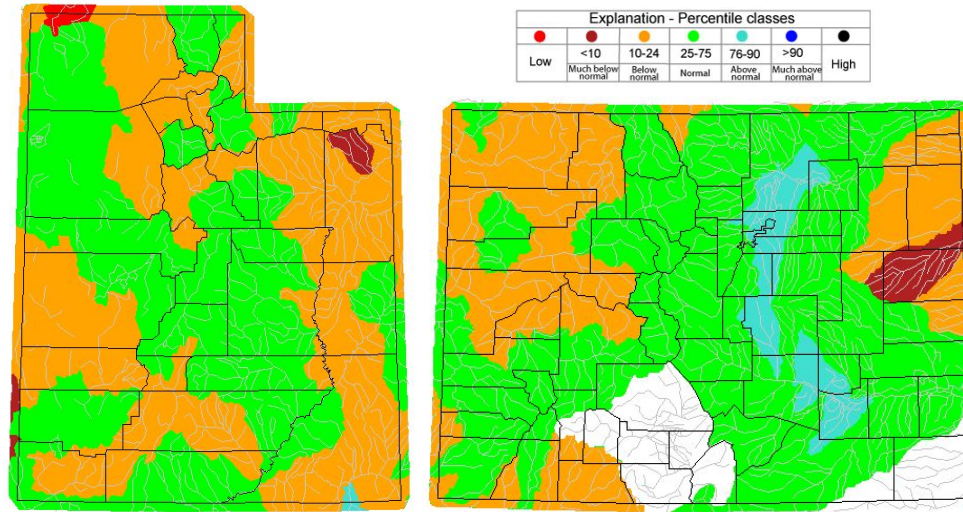 Explanation - Percentile classes
Low <10 10-24 25-75 76-90 >90 High
Much below normal Below normal Normal Above normal Much above normal